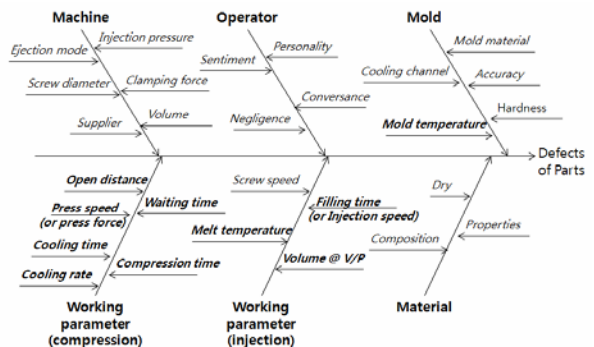 Machine
Operator
Mold
Injection pressure
Ejection mode
Screw diameter
Clamping force
Volume
Supplier
Personality
Sentiment
Conversance
Negligence
Mold material
Cooling channel
Accuracy
Hardness
Mold temperature
Defects
of Parts
Open distance
Press speed
(or press force)
Waiting time
Cooling time
Compression time
Cooling rate
Screw speed
Filling time
(or Injection speed)
Melt temperature
Volume @ V/P
Dry
Properties
Composition
Working
parameter
(compression)
Working
parameter
(injection)
Material